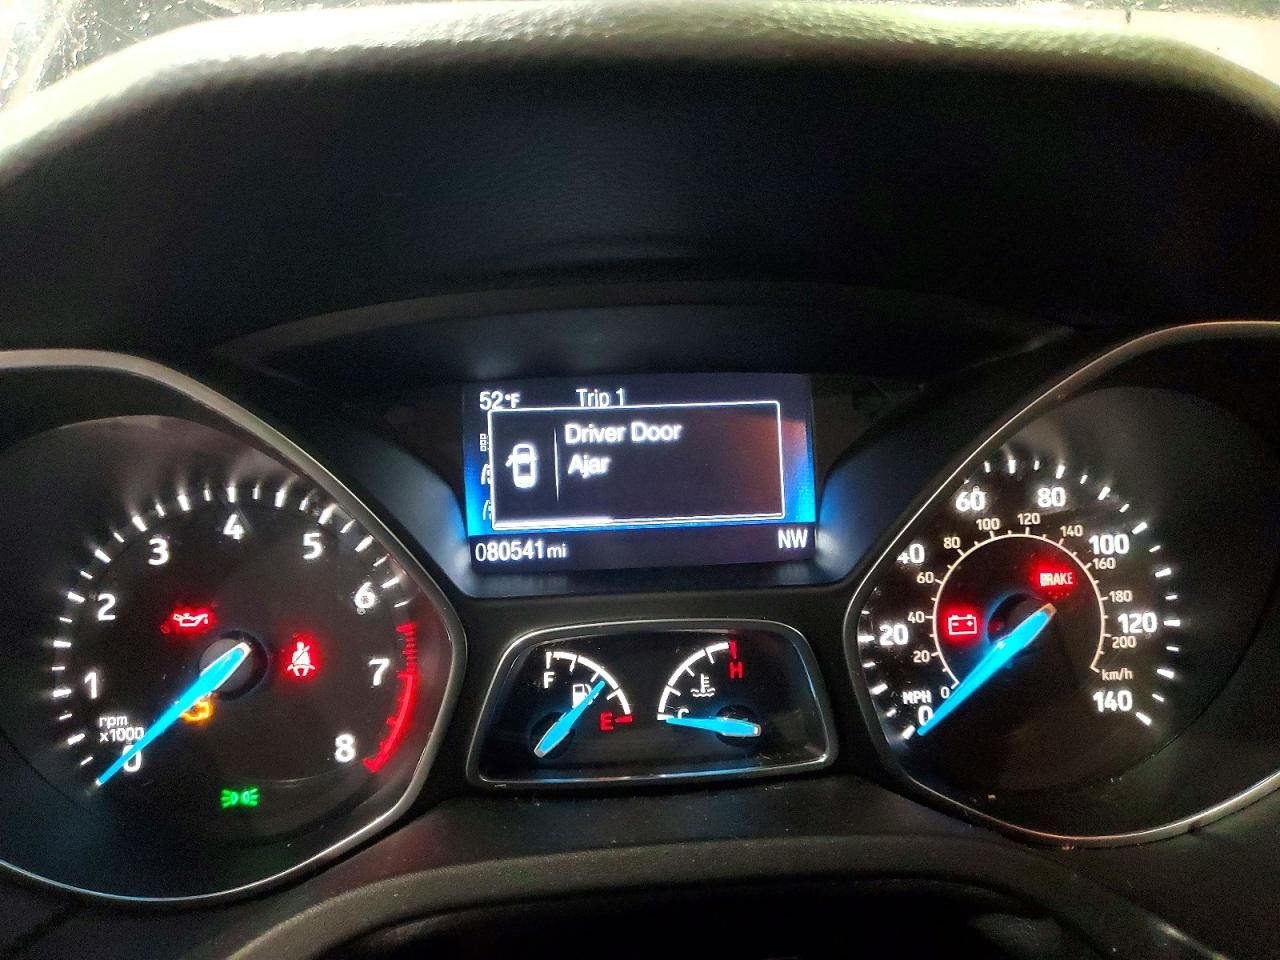 52°F Trip 1
Driver Door
Ajar
080541 mi NW
0 1 2 3 4 5 6 7 8
rpm
x1000
F E
C H
0 20 40 60 80 100 120 140
MPH
0 20 40 60 80 100 120 140 160 180 200
km/h
BRAKE